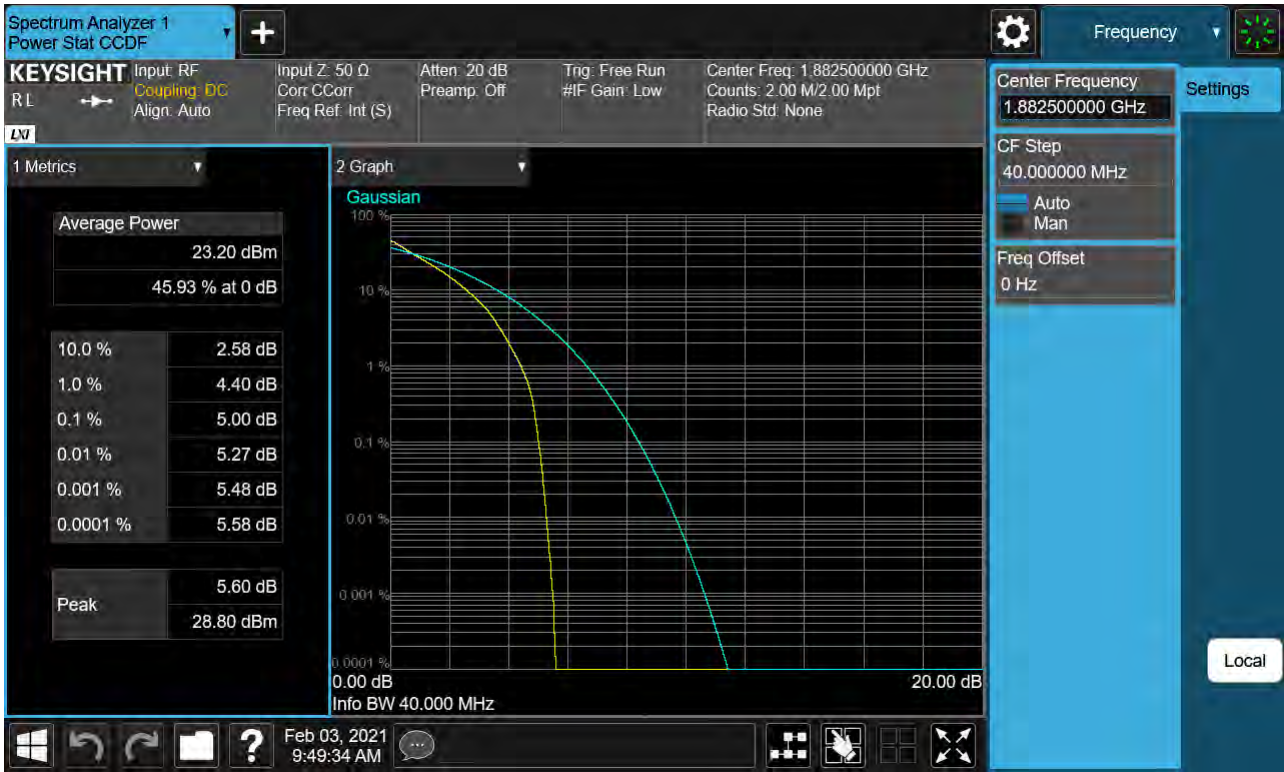 Spectrum Analyzer 1
Power Stat CCDF
Frequency
KEYSIGHT
R L
LXI
Input: RF
Coupling: DC
Align: Auto
Input Z: 50 Ω
Corr CCorr
Freq Ref: Int (S)
Atten: 20 dB
Preamp: Off
Trig: Free Run
#IF Gain: Low
Center Freq: 1.882500000 GHz
Counts: 2.00 M/2.00 Mpt
Radio Std: None
1 Metrics
Average Power
23.20 dBm
45.93 % at 0 dB
10.0 % 2.58 dB
1.0 % 4.40 dB
0.1 % 5.00 dB
0.01 % 5.27 dB
0.001 % 5.48 dB
0.0001 % 5.58 dB
Peak
5.60 dB
28.80 dBm
2 Graph
Gaussian
100 %
10 %
1 %
0.1 %
0.01 %
0.001 %
0.0001 %
0.00 dB 20.00 dB
Info BW 40.000 MHz
Center Frequency
1.882500000 GHz
CF Step
40.000000 MHz
Auto
Man
Freq Offset
0 Hz
Settings
Local
Feb 03, 2021
9:49:34 AM